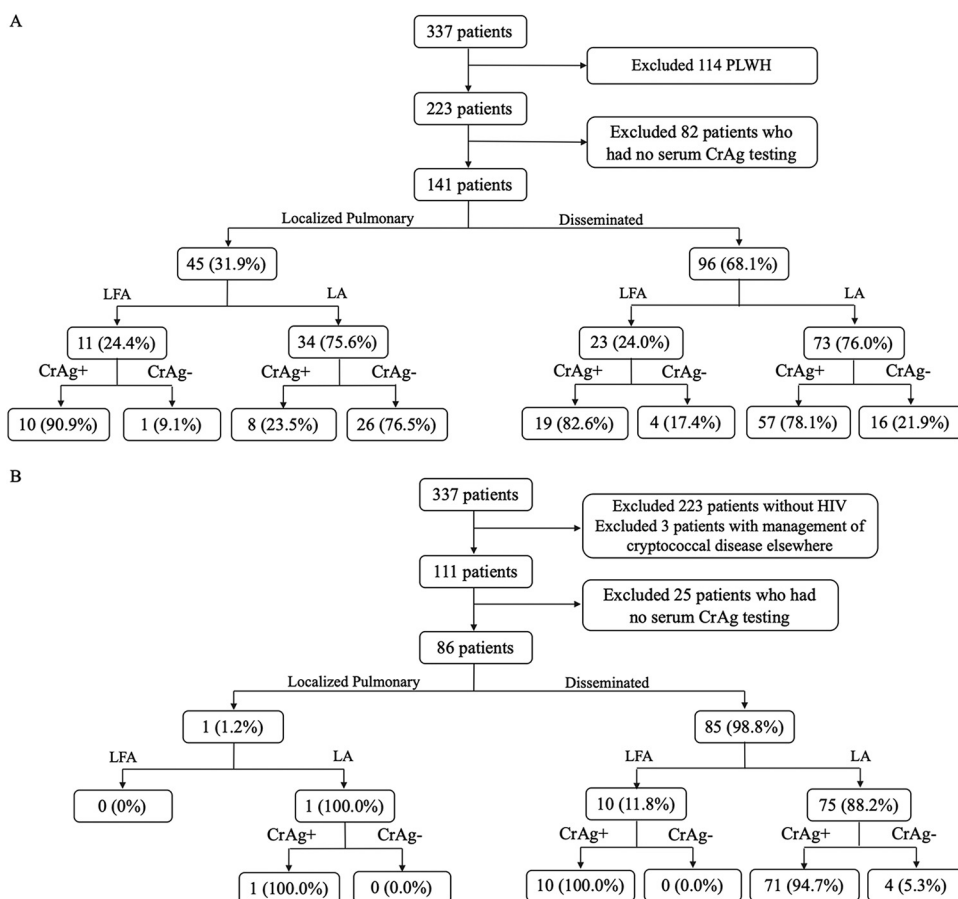 A
337 patients
Excluded 114 PLWH
223 patients
Excluded 82 patients who
had no serum CrAg testing
141 patients
Localized Pulmonary
Disseminated
45 (31.9%)
96 (68.1%)
LFA
LA
LFA
LA
11 (24.4%)
34 (75.6%)
23 (24.0%)
73 (76.0%)
CrAg+
CrAg-
CrAg+
CrAg-
CrAg+
CrAg-
CrAg+
CrAg-
10 (90.9%)
1 (9.1%)
8 (23.5%)
26 (76.5%)
19 (82.6%)
4 (17.4%)
57 (78.1%)
16 (21.9%)
B
337 patients
Excluded 223 patients without HIV
Excluded 3 patients with management of
cryptococcal disease elsewhere
111 patients
Excluded 25 patients who had
no serum CrAg testing
86 patients
Localized Pulmonary
Disseminated
1 (1.2%)
85 (98.8%)
LFA
LA
LFA
LA
0 (0%)
1 (100.0%)
10 (11.8%)
75 (88.2%)
CrAg+
CrAg-
CrAg+
CrAg-
CrAg+
CrAg-
1 (100.0%)
0 (0.0%)
10 (100.0%)
0 (0.0%)
71 (94.7%)
4 (5.3%)